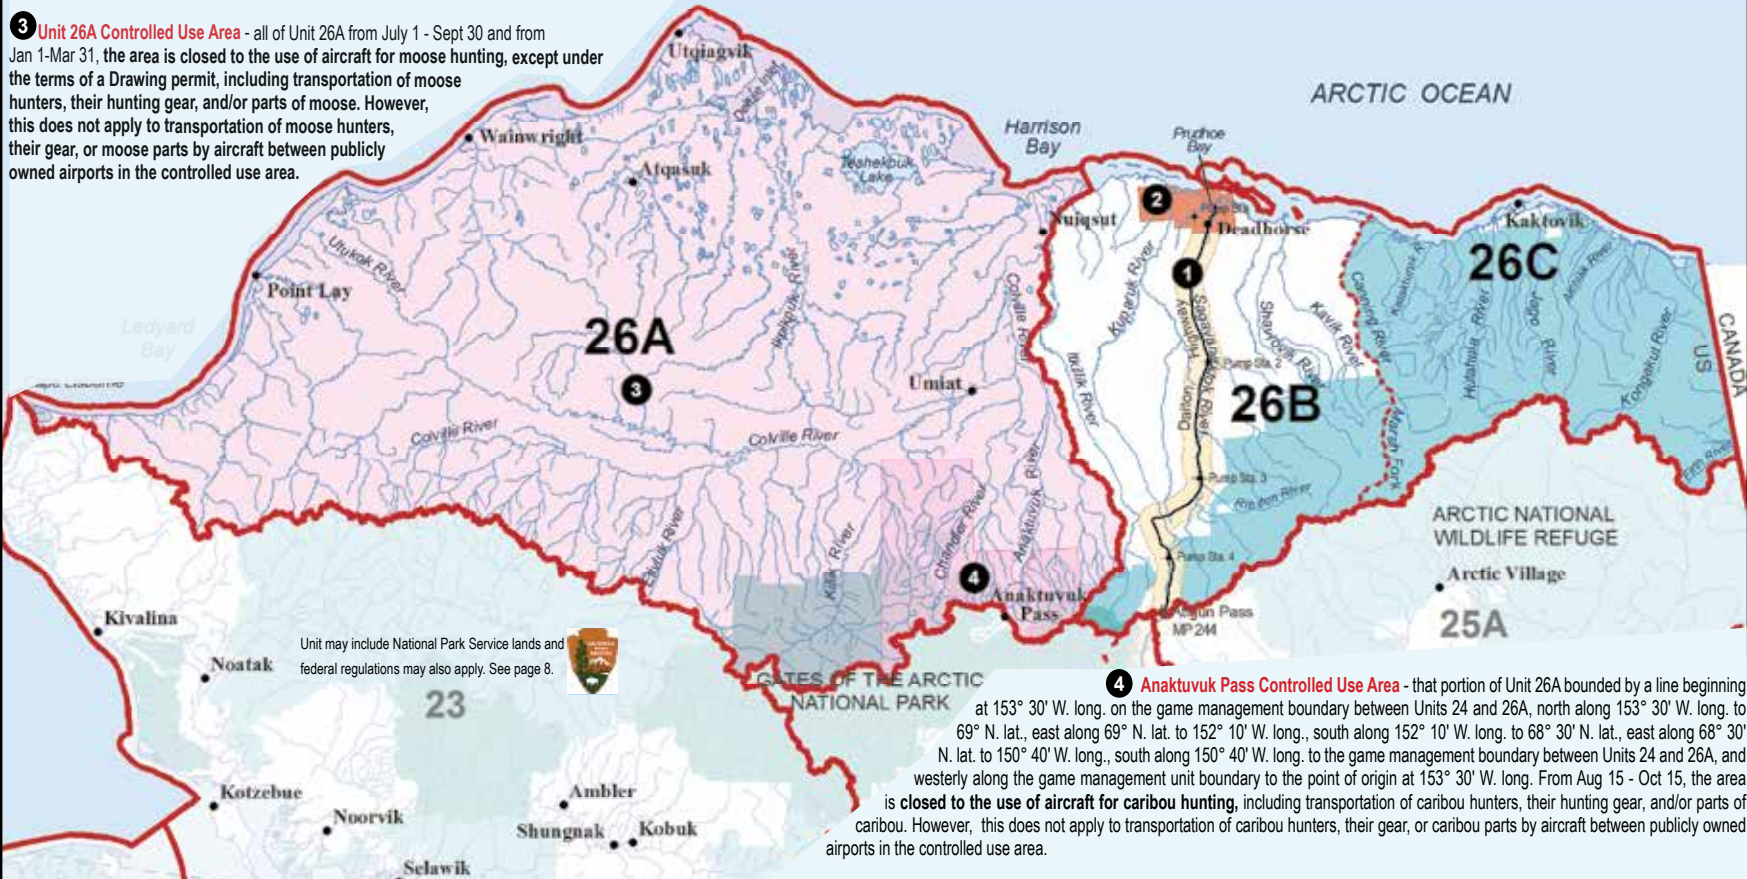 3 Unit 26A Controlled Use Area - all of Unit 26A from July 1 - Sept 30 and from
Jan 1-Mar 31, the area is closed to the use of aircraft for moose hunting, except under
the terms of a Drawing permit, including transportation of moose
hunters, their hunting gear, and/or parts of moose. However,
this does not apply to transportation of moose hunters,
their gear, or moose parts by aircraft between publicly
owned airports in the controlled use area.
Utqiagvik
ARCTIC OCEAN
Wainwright
Harrison
Bay
Prudhoe
Bay
Atqasuk
Teshekpuk
Lake
2
Nuiqsut
Deadhorse
Kaktovik
26C
Utukok River
Point Lay
Ikpikpuk River
Colville River
Kuparuk River
1
Sagavanirktok River
Dalton Highway
Shaviovik River
Kavik River
Canning River
Hulahula River
Jago River
Kongakut River
CANADA
US
Ledyard
Bay
26A
3
Umiat
Itkillik River
Pump Sta. 2
26B
Marsh Fork
Firth River
Colville River
Colville River
Pump Sta. 3
Etivluk River
Killik River
Chandler River
Anaktuvuk River
ARCTIC NATIONAL
WILDLIFE REFUGE
Pump Sta. 4
4
Anaktuvuk
Pass
Arctic Village
Atigun Pass
MP 244
25A
Kivalina
Noatak
Unit may include National Park Service lands and
federal regulations may also apply. See page 8.
23
GATES OF THE ARCTIC
NATIONAL PARK
Kotzebue
Noorvik
Ambler
Shungnak
Kobuk
Selawik
4 Anaktuvuk Pass Controlled Use Area - that portion of Unit 26A bounded by a line beginning
at 153° 30' W. long. on the game management boundary between Units 24 and 26A, north along 153° 30' W. long. to
69° N. lat., east along 69° N. lat. to 152° 10' W. long., south along 152° 10' W. long. to 68° 30' N. lat., east along 68° 30'
N. lat. to 150° 40' W. long., south along 150° 40' W. long. to the game management boundary between Units 24 and 26A, and
westerly along the game management unit boundary to the point of origin at 153° 30' W. long. From Aug 15 - Oct 15, the area
is closed to the use of aircraft for caribou hunting, including transportation of caribou hunters, their hunting gear, and/or parts of
caribou. However, this does not apply to transportation of caribou hunters, their gear, or caribou parts by aircraft between publicly owned
airports in the controlled use area.